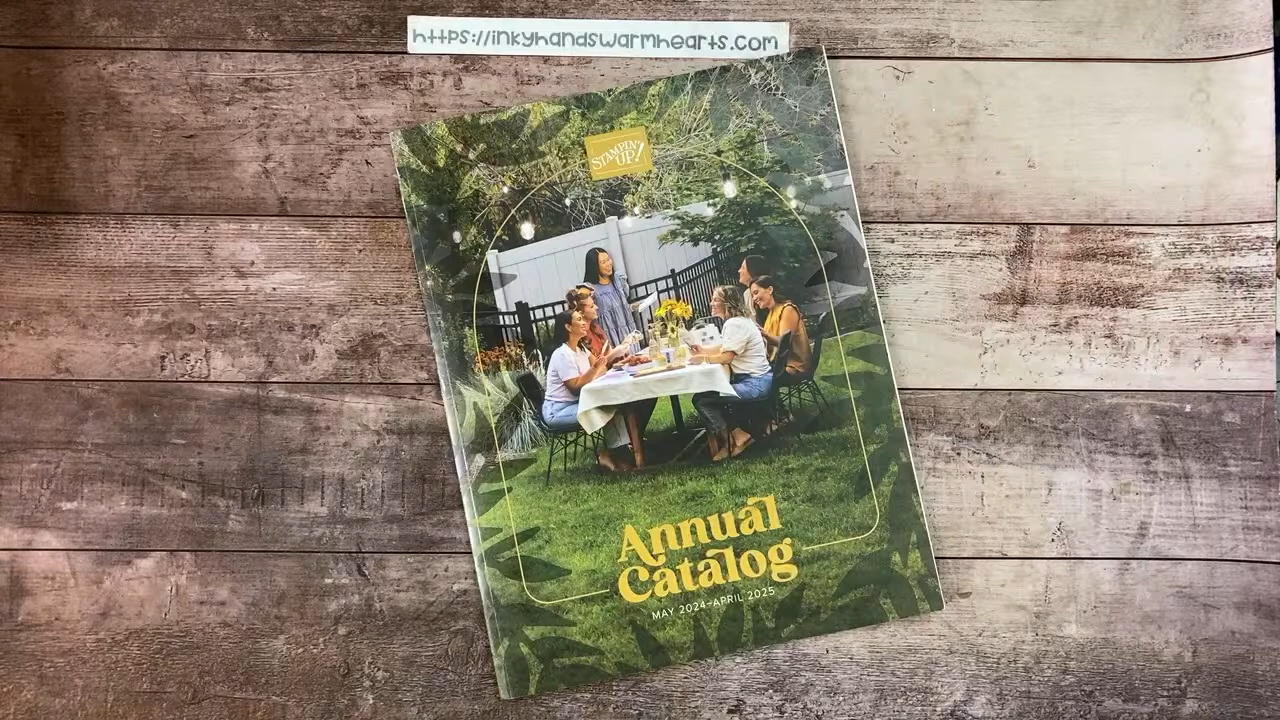 https://inkyhandswarmhearts.com
STAMPIN'
UP!
Annual
Catalog
MAY 2024–APRIL 2025